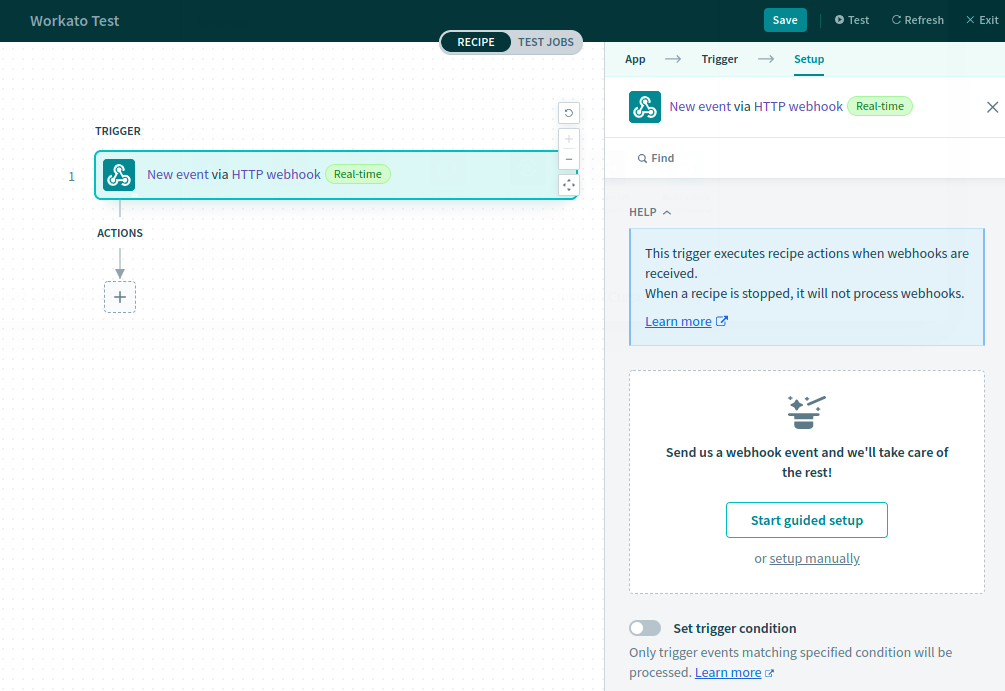 Workato Test
Save
Test
Refresh
Exit
RECIPE
TEST JOBS
App
Trigger
Setup
New event via HTTP webhook
Real-time
Find
TRIGGER
1
New event via HTTP webhook
Real-time
ACTIONS
HELP
This trigger executes recipe actions when webhooks are
received.
When a recipe is stopped, it will not process webhooks.
Learn more
Send us a webhook event and we'll take care of
the rest!
Start guided setup
or setup manually
Set trigger condition
Only trigger events matching specified condition will be
processed. Learn more